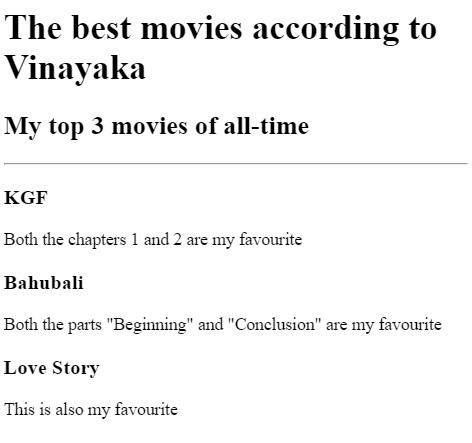 The best movies according to
Vinayaka
My top 3 movies of all-time
KGF
Both the chapters 1 and 2 are my favourite
Bahubali
Both the parts "Beginning" and "Conclusion" are my favourite
Love Story
This is also my favourite